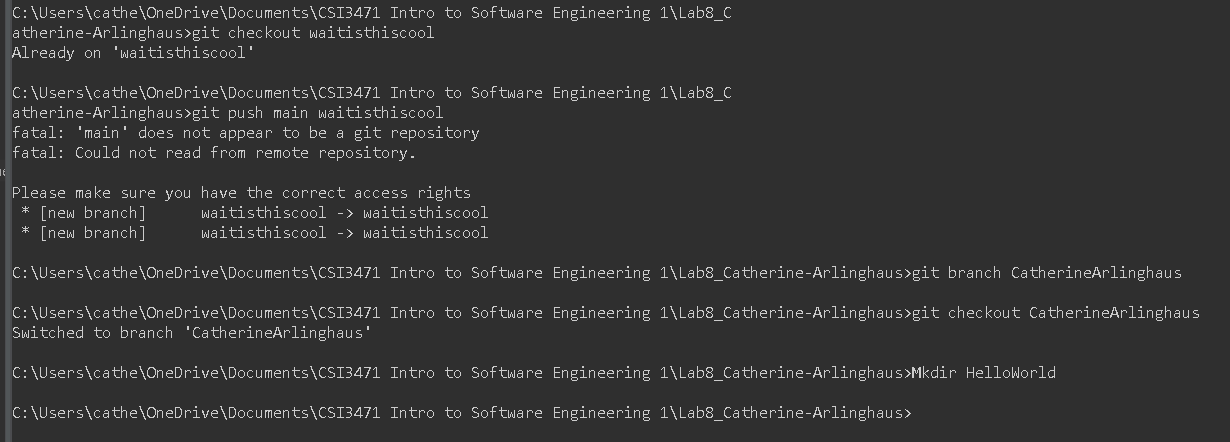 C:\Users\cathe\OneDrive\Documents\CSI3471 Intro to Software Engineering 1\Lab8_C
atherine-Arlinghaus>git checkout waitisthiscool
Already on 'waitisthiscool'
C:\Users\cathe\OneDrive\Documents\CSI3471 Intro to Software Engineering 1\Lab8_C
atherine-Arlinghaus>git push main waitisthiscool
fatal: 'main' does not appear to be a git repository
fatal: Could not read from remote repository.
Please make sure you have the correct access rights
* [new branch]      waitisthiscool -> waitisthiscool
* [new branch]      waitisthiscool -> waitisthiscool
C:\Users\cathe\OneDrive\Documents\CSI3471 Intro to Software Engineering 1\Lab8_Catherine-Arlinghaus>git branch CatherineArlinghaus
C:\Users\cathe\OneDrive\Documents\CSI3471 Intro to Software Engineering 1\Lab8_Catherine-Arlinghaus>git checkout CatherineArlinghaus
Switched to branch 'CatherineArlinghaus'
C:\Users\cathe\OneDrive\Documents\CSI3471 Intro to Software Engineering 1\Lab8_Catherine-Arlinghaus>Mkdir HelloWorld
C:\Users\cathe\OneDrive\Documents\CSI3471 Intro to Software Engineering 1\Lab8_Catherine-Arlinghaus>